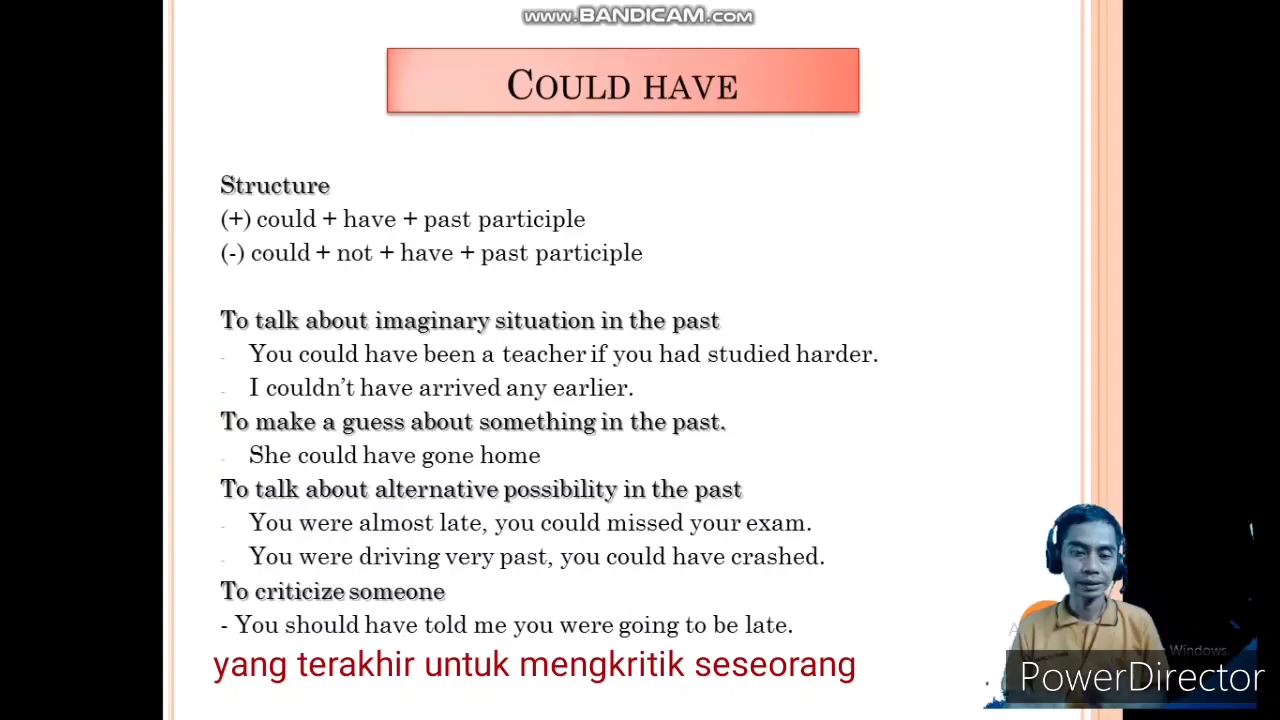 www.BANDICAM.com
COULD HAVE
Structure
(+) could + have + past participle
(-) could + not + have + past participle
To talk about imaginary situation in the past
- You could have been a teacher if you had studied harder.
- I couldn’t have arrived any earlier.
To make a guess about something in the past.
- She could have gone home
To talk about alternative possibility in the past
- You were almost late, you could missed your exam.
- You were driving very past, you could have crashed.
To criticize someone
- You should have told me you were going to be late.
yang terakhir untuk mengkritik seseorang
Windows.
PowerDirector